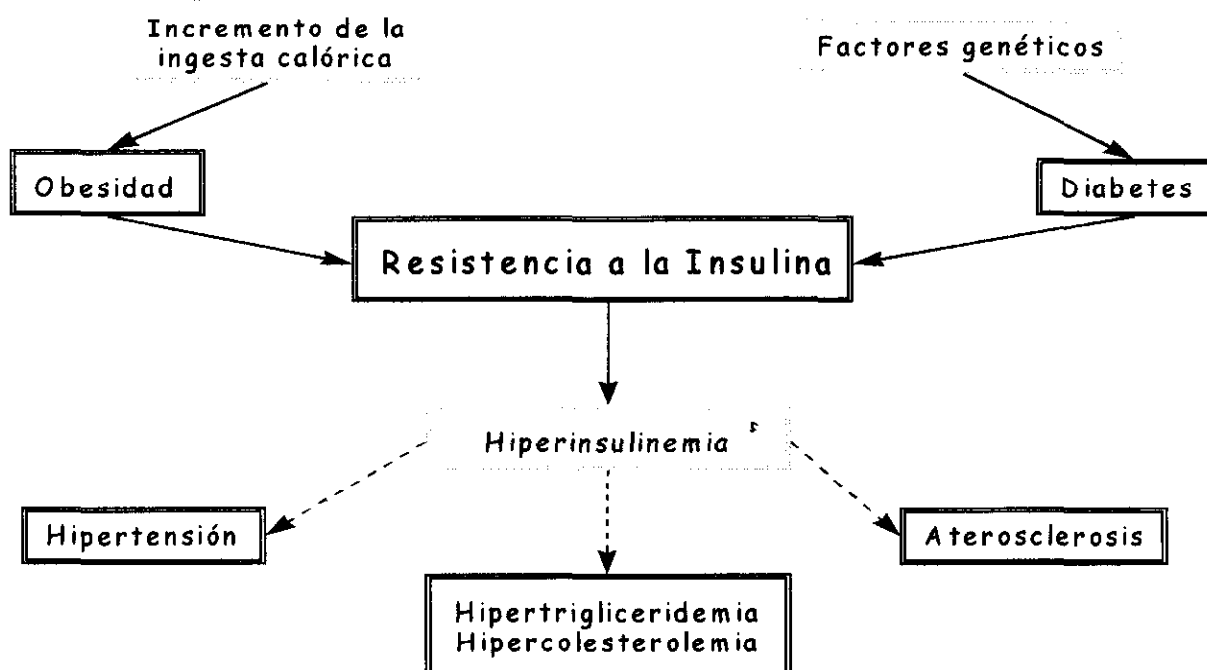 Incremento de la
ingesta calórica
Factores genéticos
Obesidad
Diabetes
Resistencia a la Insulina
Hiperinsulinemia
Hipertensión
Aterosclerosis
Hipertrigliceridemia
Hipercolesterolemia